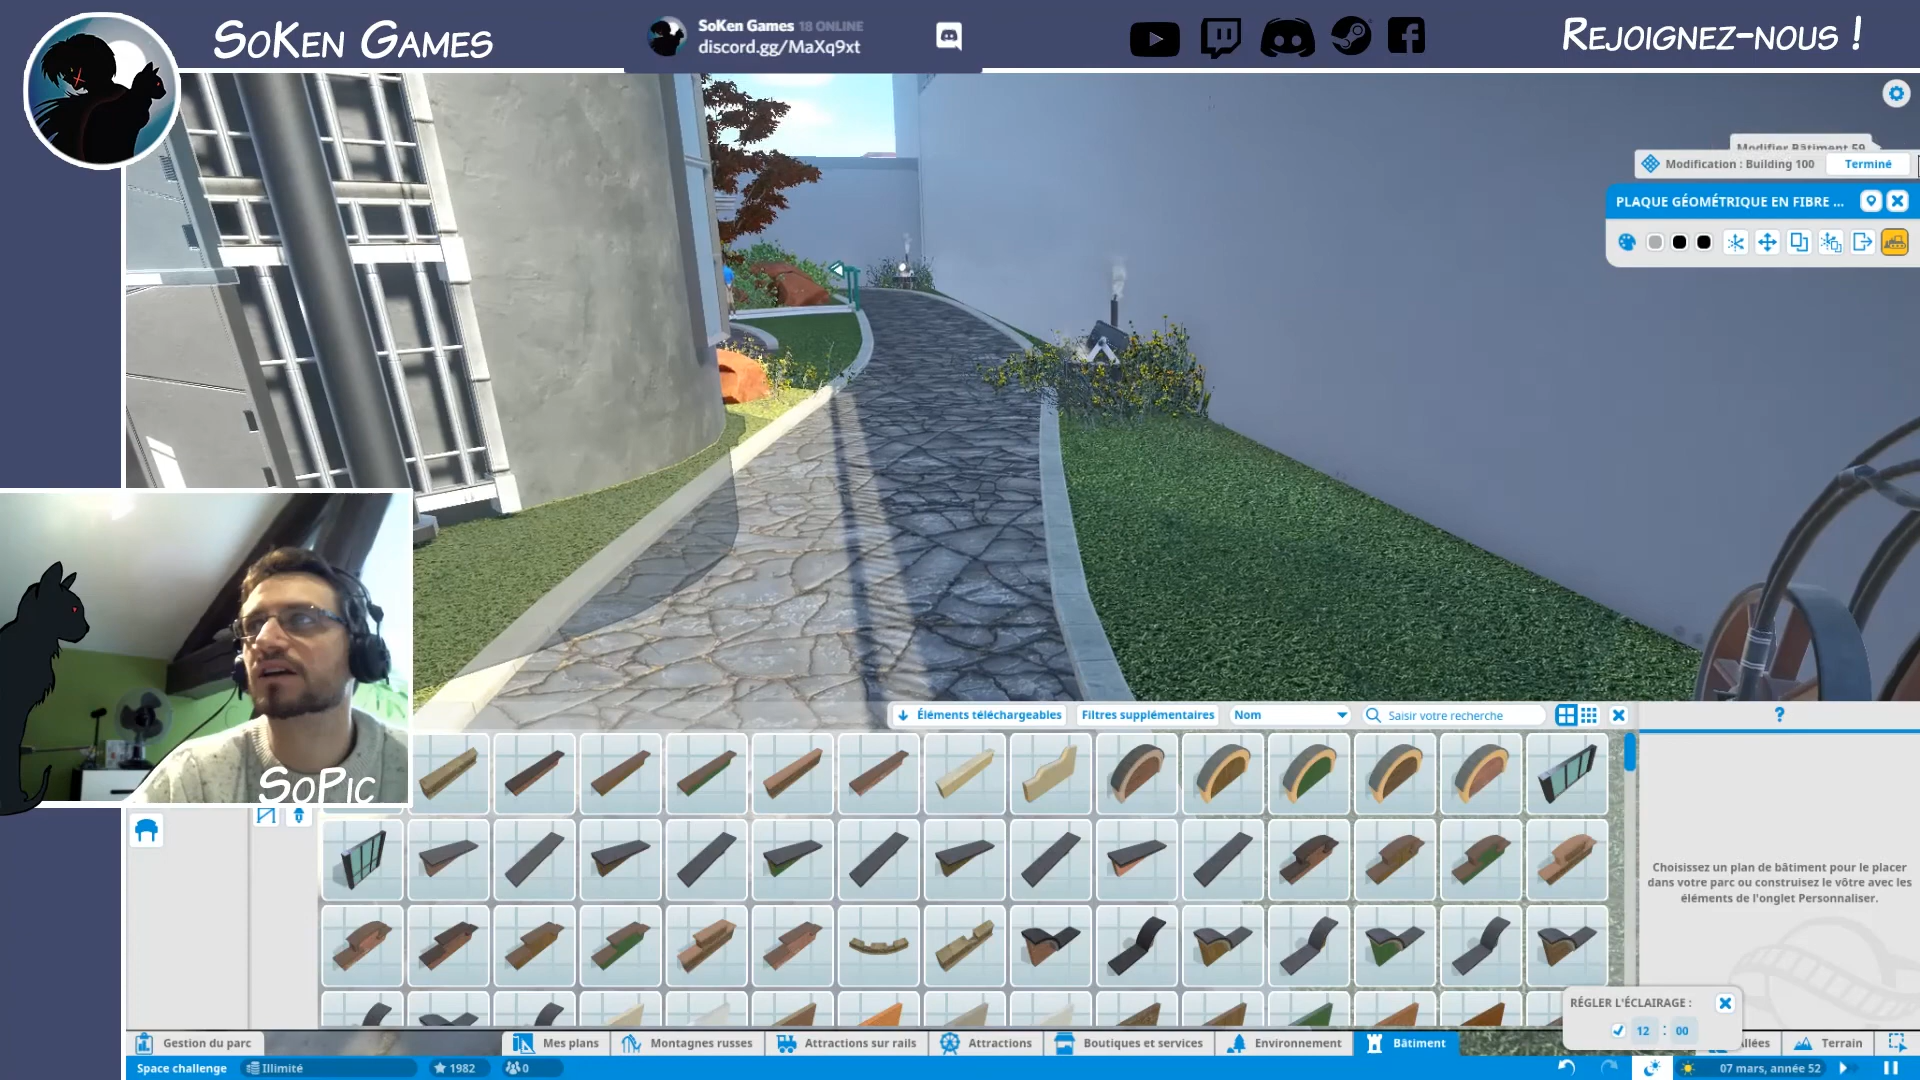 SoKen Games
SoKen Games 18 ONLINE
discord.gg/MaXq9xt
Rejoignez-nous !
Modifier Bâtiment 59
Modification : Building 100
Terminé
PLAQUE GÉOMÉTRIQUE EN FIBRE ...
SoPic
Éléments téléchargeables
Filtres supplémentaires
Nom
Saisir votre recherche
?
Choisissez un plan de bâtiment pour le placer
dans votre parc ou construisez le vôtre avec les
éléments de l'onglet Personnaliser.
RÉGLER L'ÉCLAIRAGE :
12 : 00
Gestion du parc
Mes plans
Montagnes russes
Attractions sur rails
Attractions
Boutiques et services
Environnement
Bâtiment
Terrain
Space challenge
Illimité
1982
0
07 mars, année 52